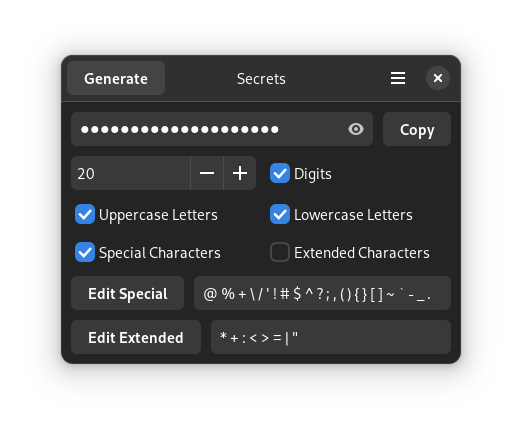 Generate Secrets
●●●●●●●●●●●●●●●●●●●● Copy
20 Digits
Uppercase Letters Lowercase Letters
Special Characters Extended Characters
Edit Special @ % + \ / ' ! # $ ^ ? ; , ( ) { } [ ] ~ ` - _ .
Edit Extended * + : < > = | "